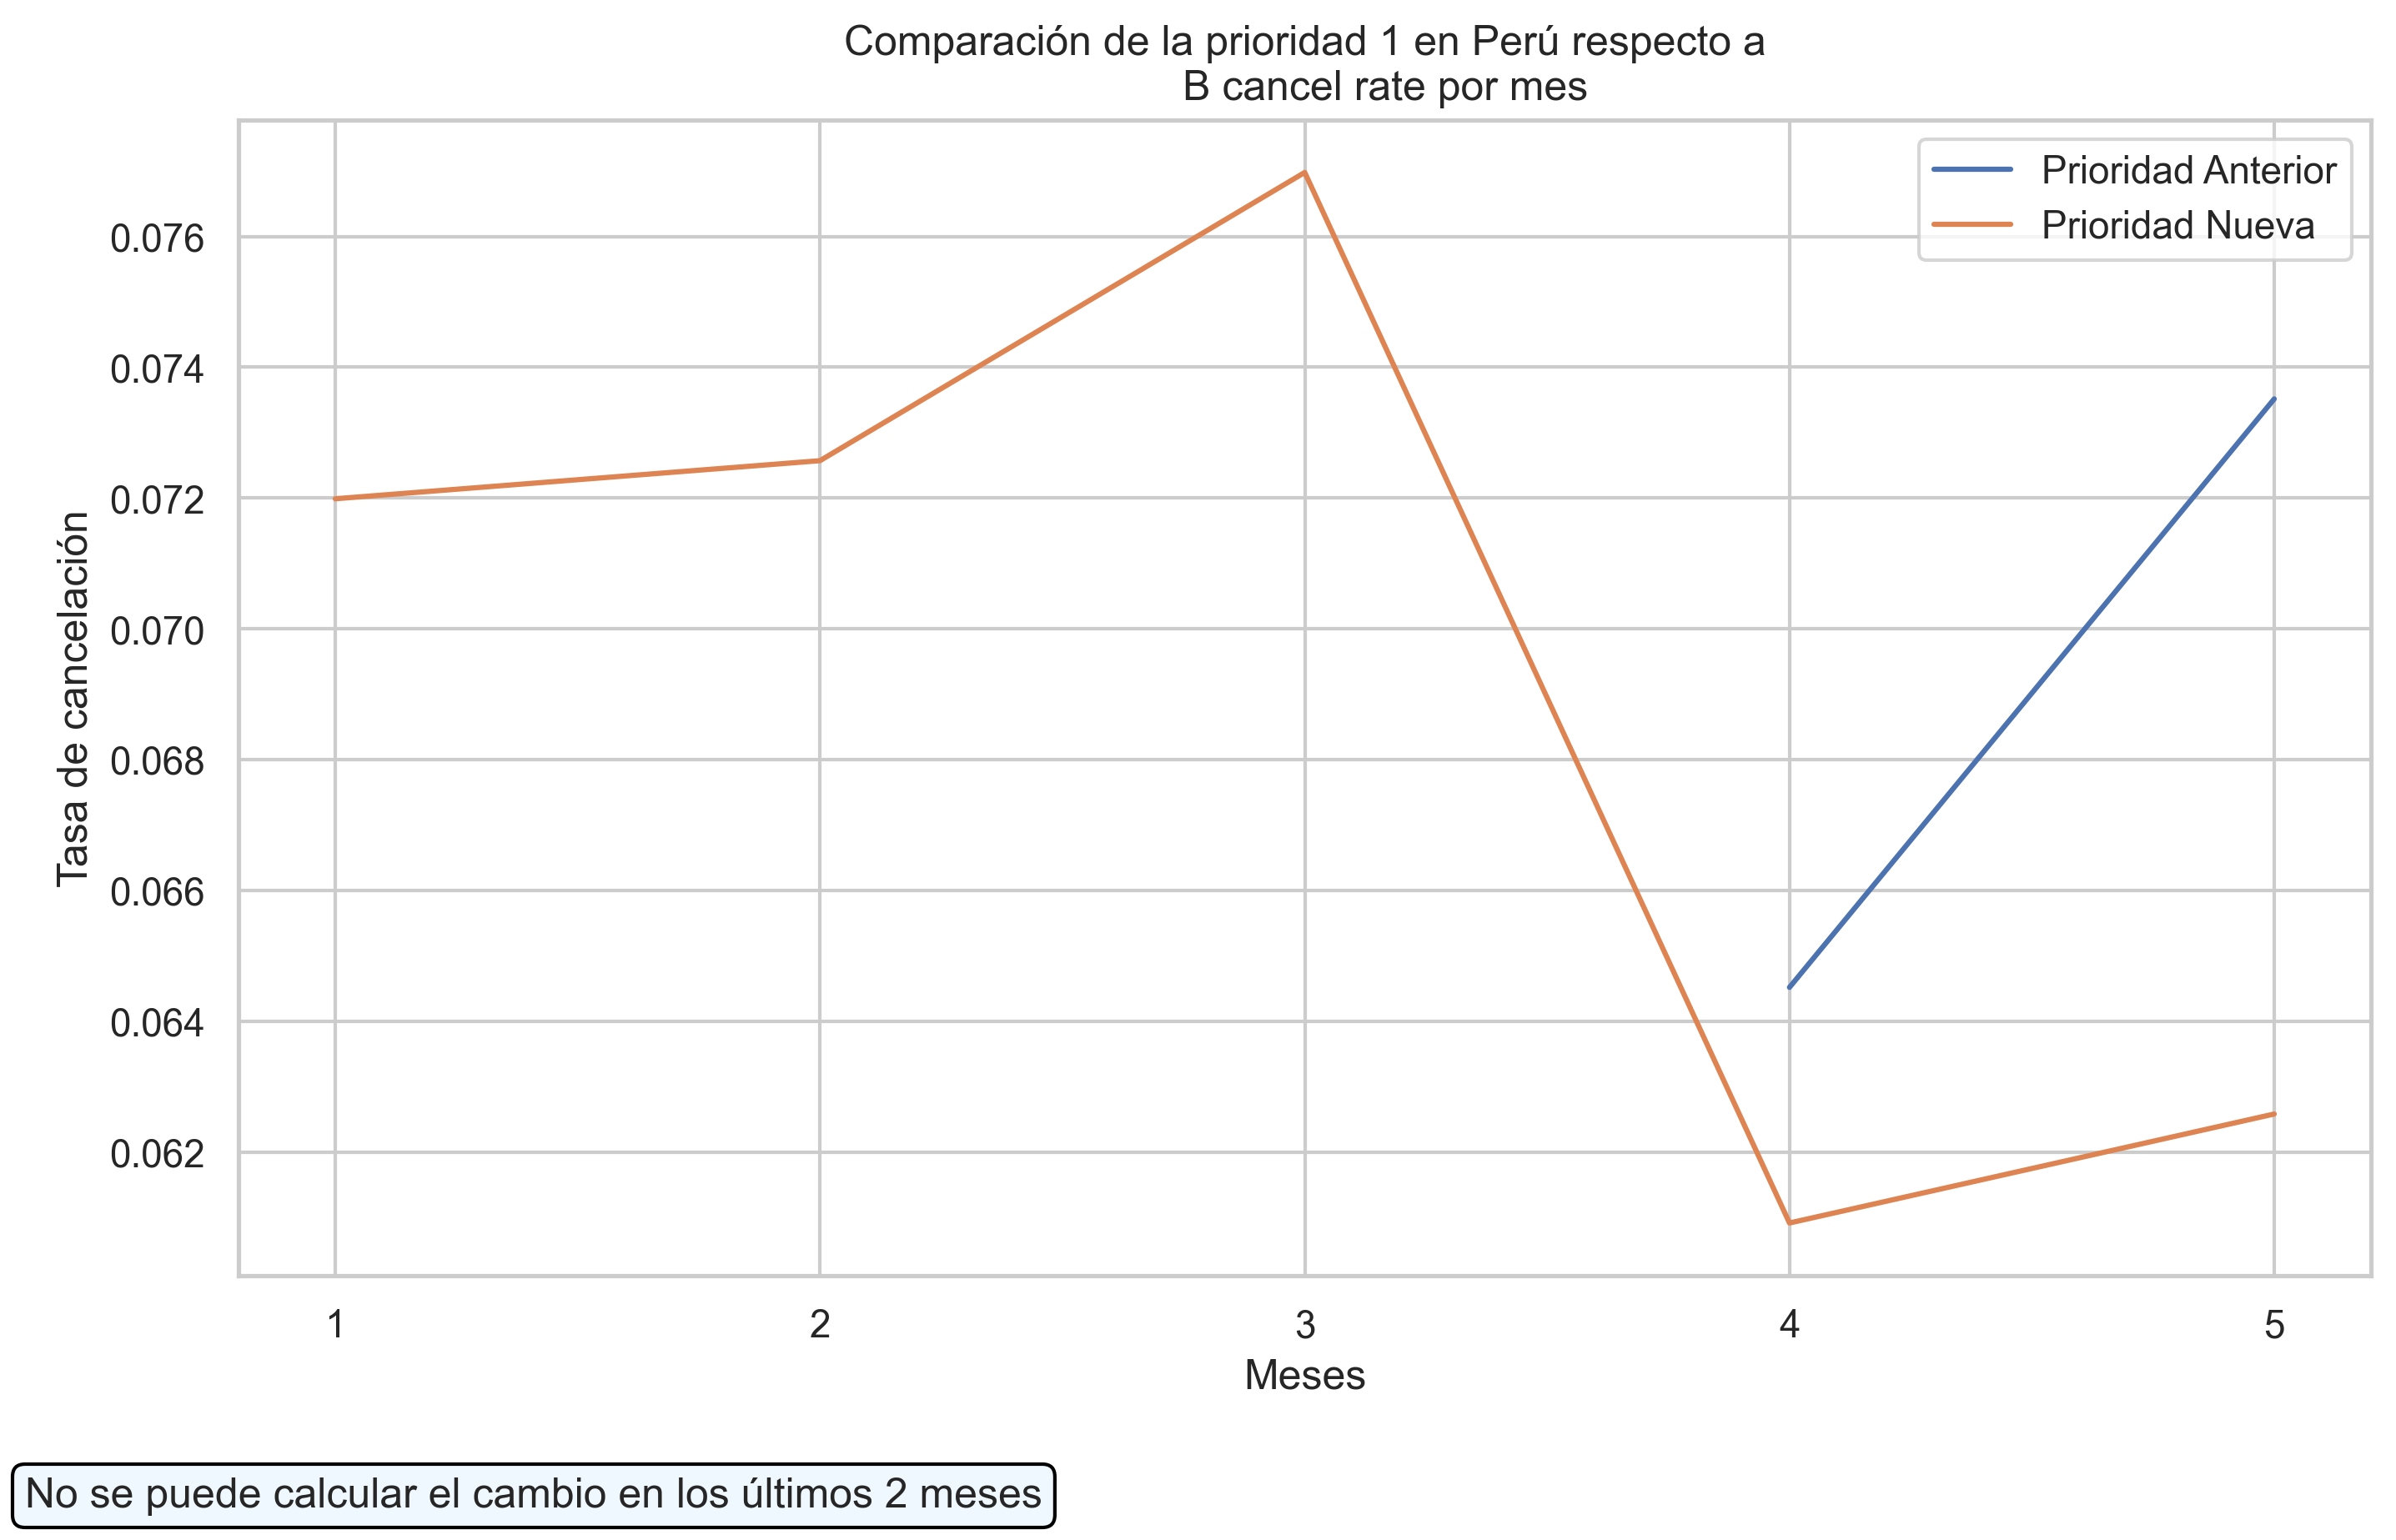 Comparación de la prioridad 1 en Perú respecto a
B cancel rate por mes
Prioridad Anterior
Prioridad Nueva
Tasa de cancelación
0.076
0.074
0.072
0.070
0.068
0.066
0.064
0.062
1 2 3 4 5
Meses
No se puede calcular el cambio en los últimos 2 meses